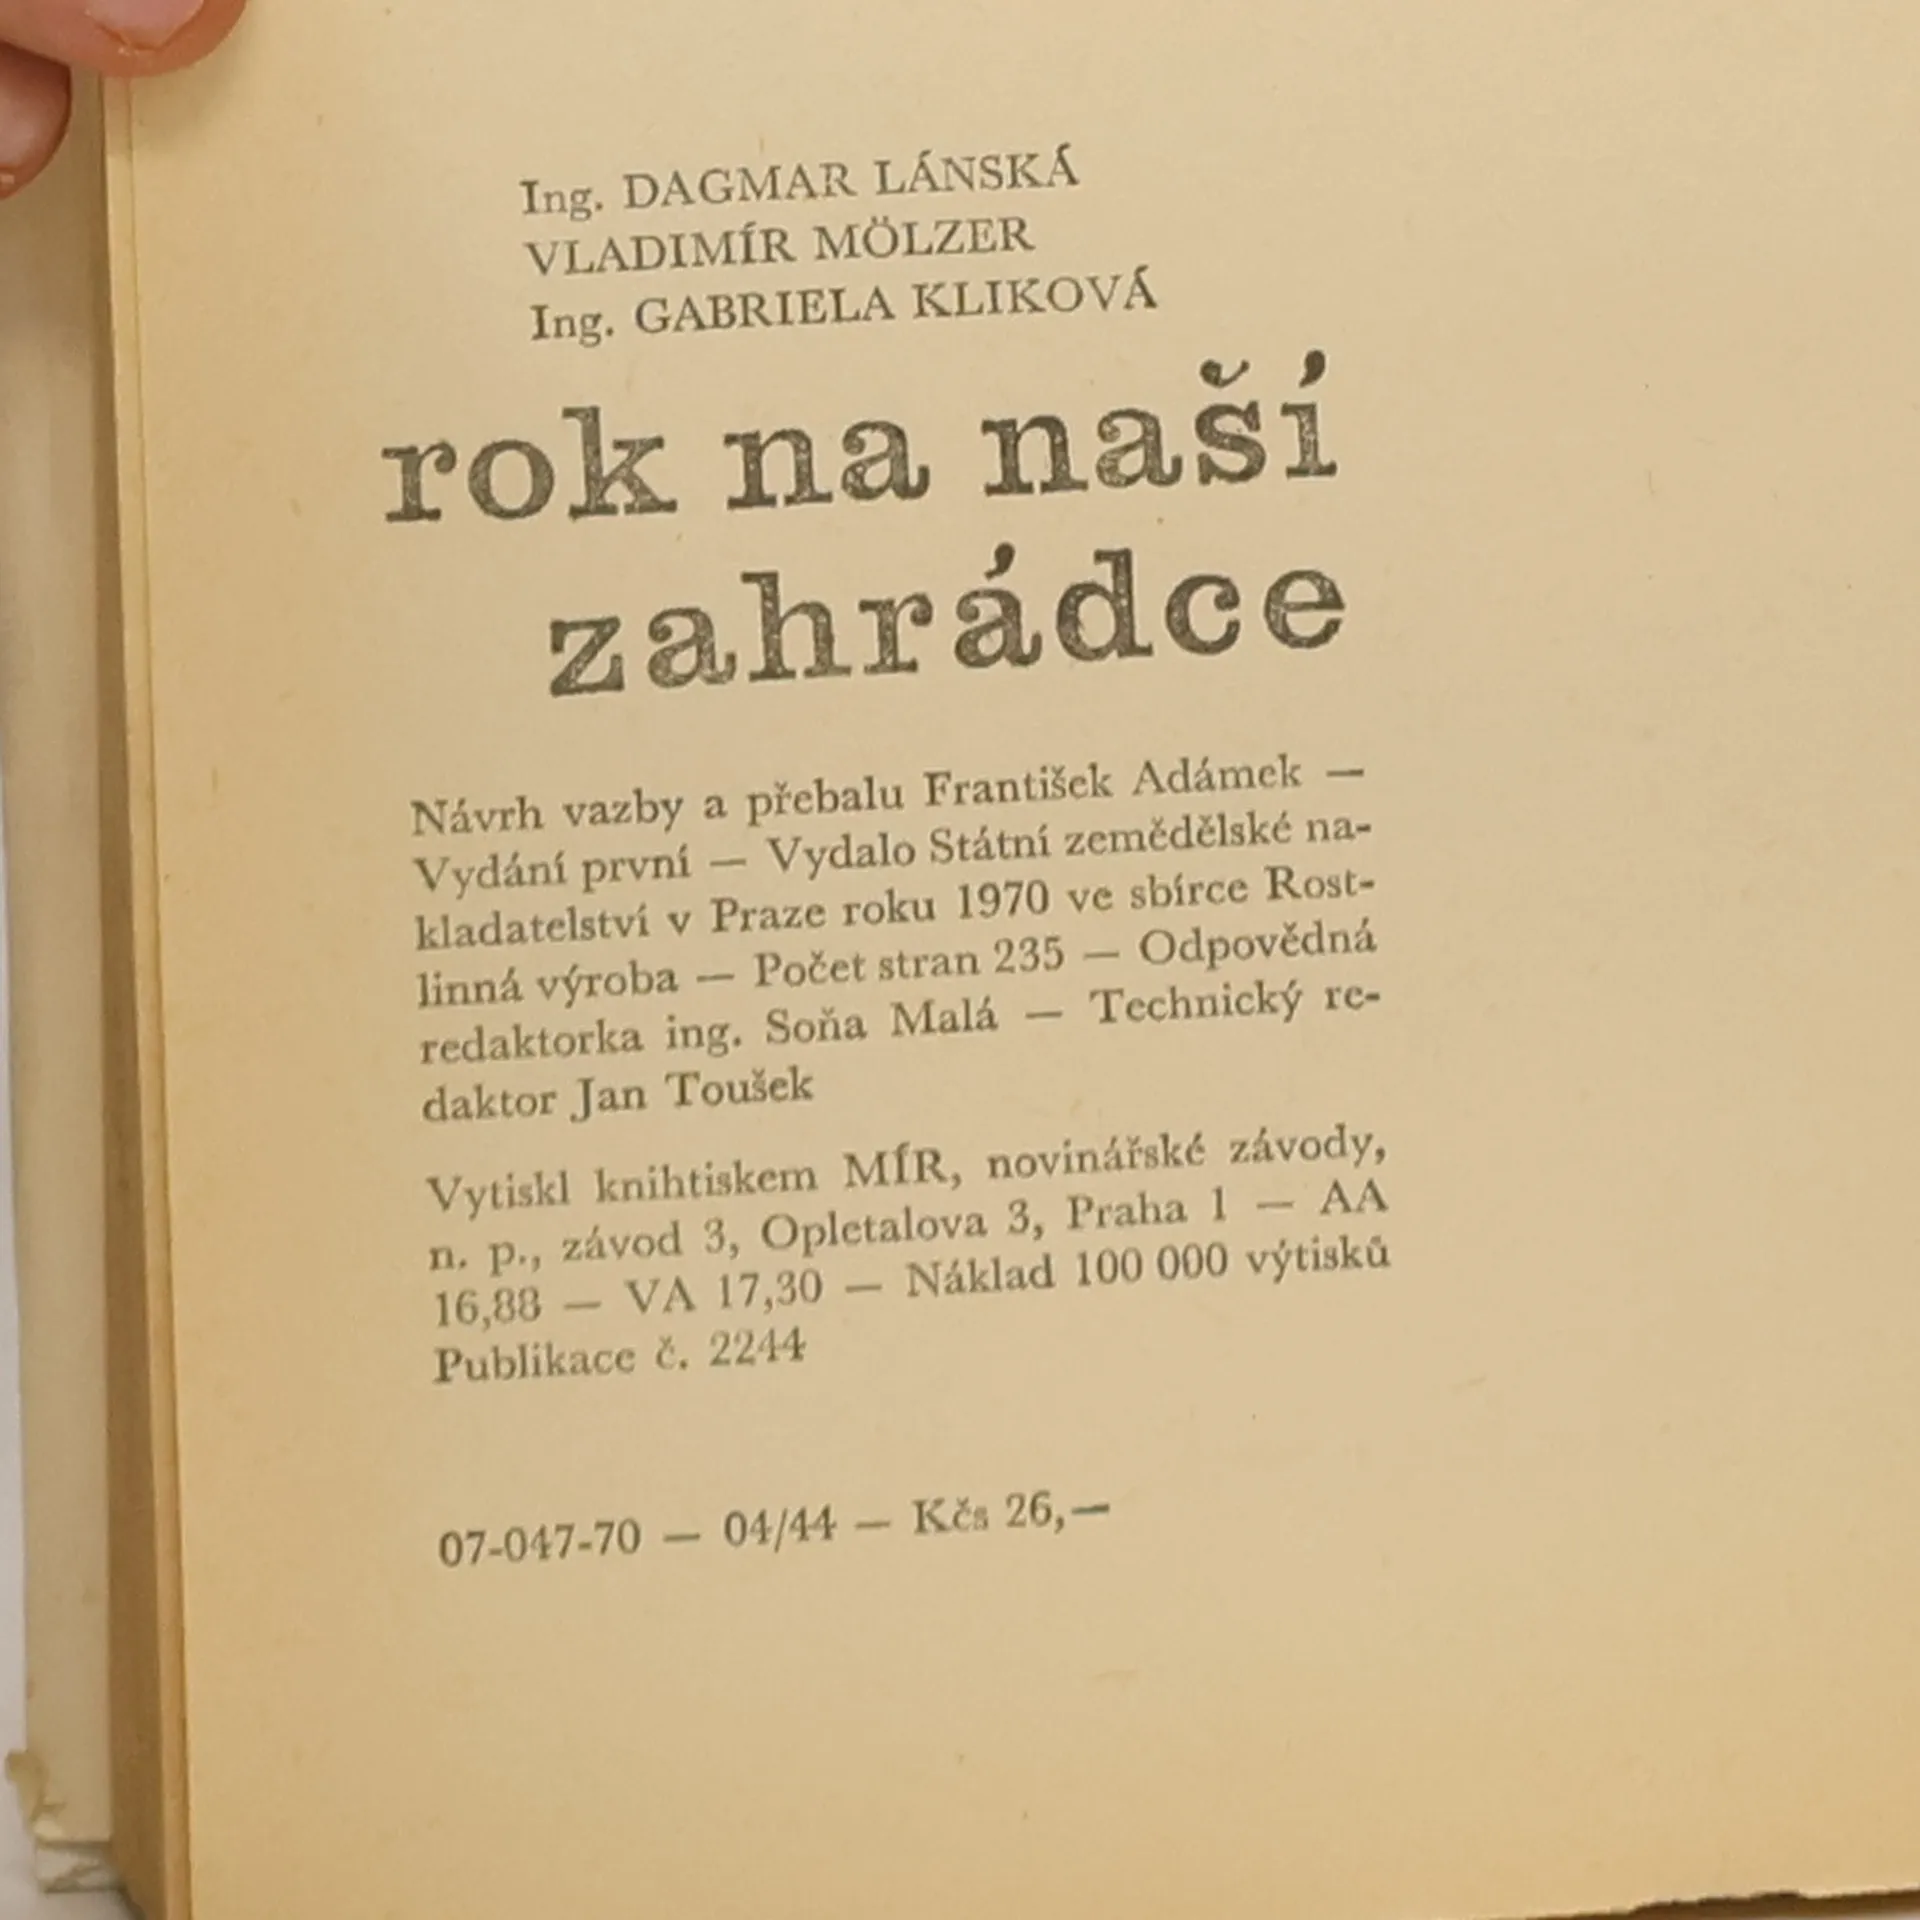 Ing. DAGMAR LÁNSKÁ
VLADIMÍR MÖLZER
Ing. GABRIELA KLIKOVÁ
rok na naší
zahrádce
Návrh vazby a přebalu František Adámek —
Vydání první — Vydalo Státní zemědělské na-
kladatelství v Praze roku 1970 ve sbírce Rost-
linná výroba — Počet stran 235 — Odpovědná
redaktorka ing. Soňa Malá — Technický re-
daktor Jan Toušek
Vytiskl knihtiskem MÍR, novinářské závody,
n. p., závod 3, Opletalova 3, Praha 1 — AA
16,88 — VA 17,30 — Náklad 100 000 výtisků
Publikace č. 2244
07-047-70 — 04/44 — Kčs 26,—